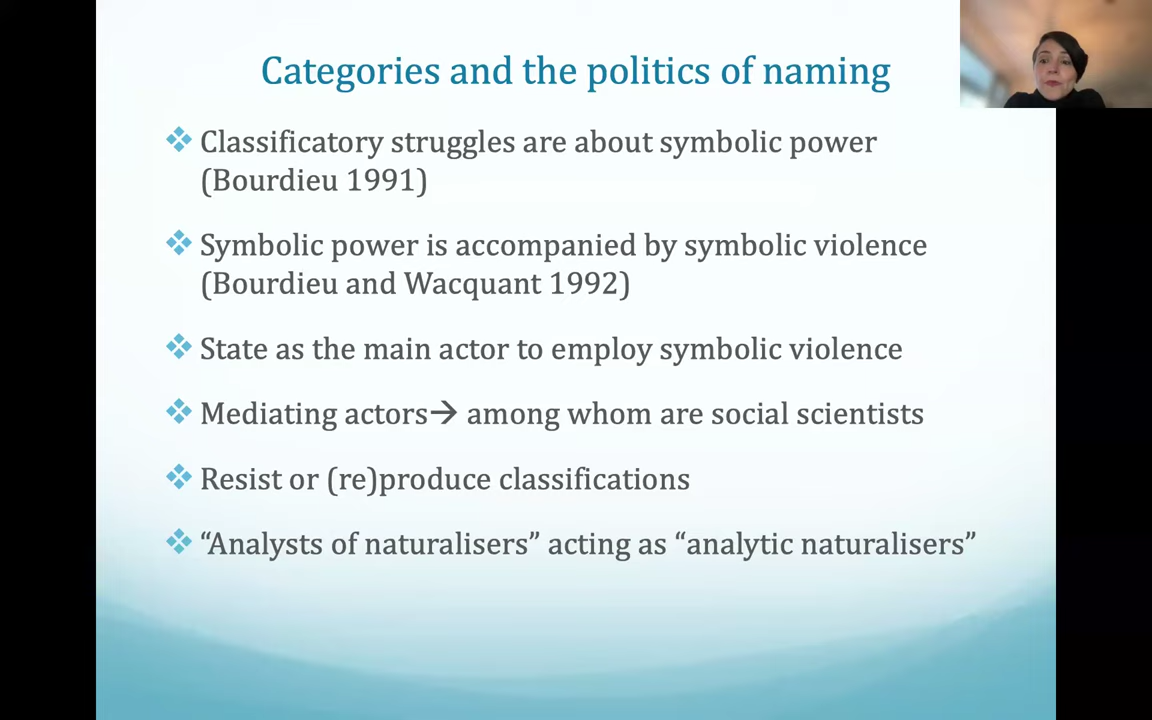 Categories and the politics of naming
Classificatory struggles are about symbolic power
(Bourdieu 1991)
Symbolic power is accompanied by symbolic violence
(Bourdieu and Wacquant 1992)
State as the main actor to employ symbolic violence
Mediating actors→ among whom are social scientists
Resist or (re)produce classifications
“Analysts of naturalisers” acting as “analytic naturalisers”